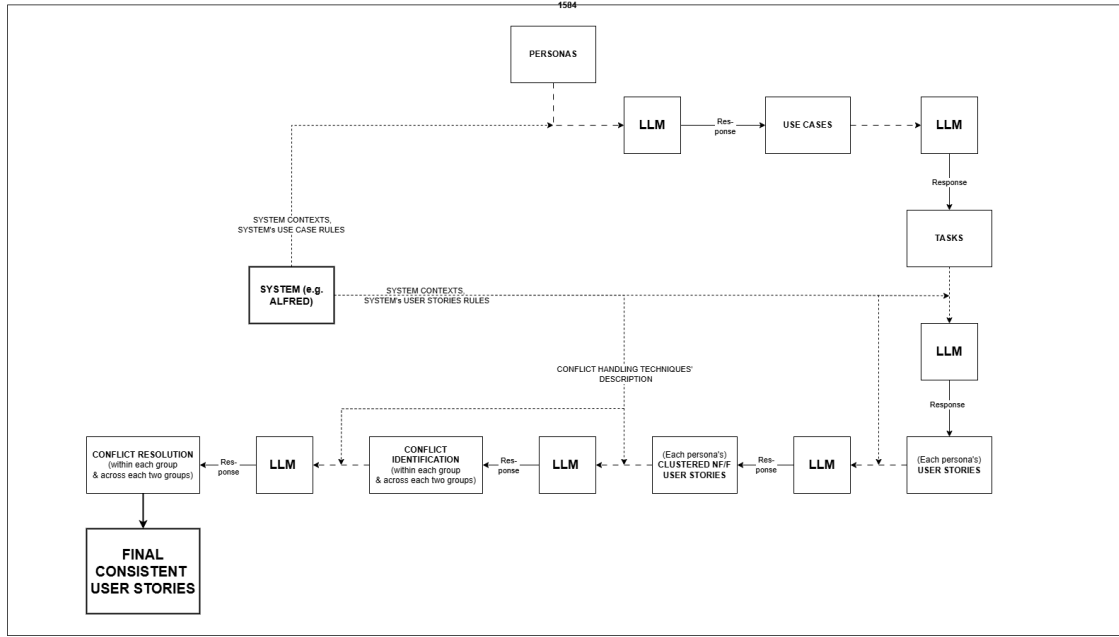 1584
PERSONAS
LLM
Res-
ponse
USE CASES
LLM
Response
SYSTEM CONTEXTS,
SYSTEM's USE CASE RULES
TASKS
SYSTEM (e.g.
ALFRED)
SYSTEM CONTEXTS,
SYSTEM's USER STORIES RULES
LLM
CONFLICT HANDLING TECHNIQUES'
DESCRIPTION
Response
CONFLICT RESOLUTION
(within each group
& across each two groups)
Res-
ponse
LLM
CONFLICT
IDENTIFICATION
(within each group
& across each two groups)
Res-
ponse
LLM
(Each persona's)
CLUSTERED NF/F
USER STORIES
Res-
ponse
LLM
(Each persona's)
USER STORIES
FINAL
CONSISTENT
USER STORIES